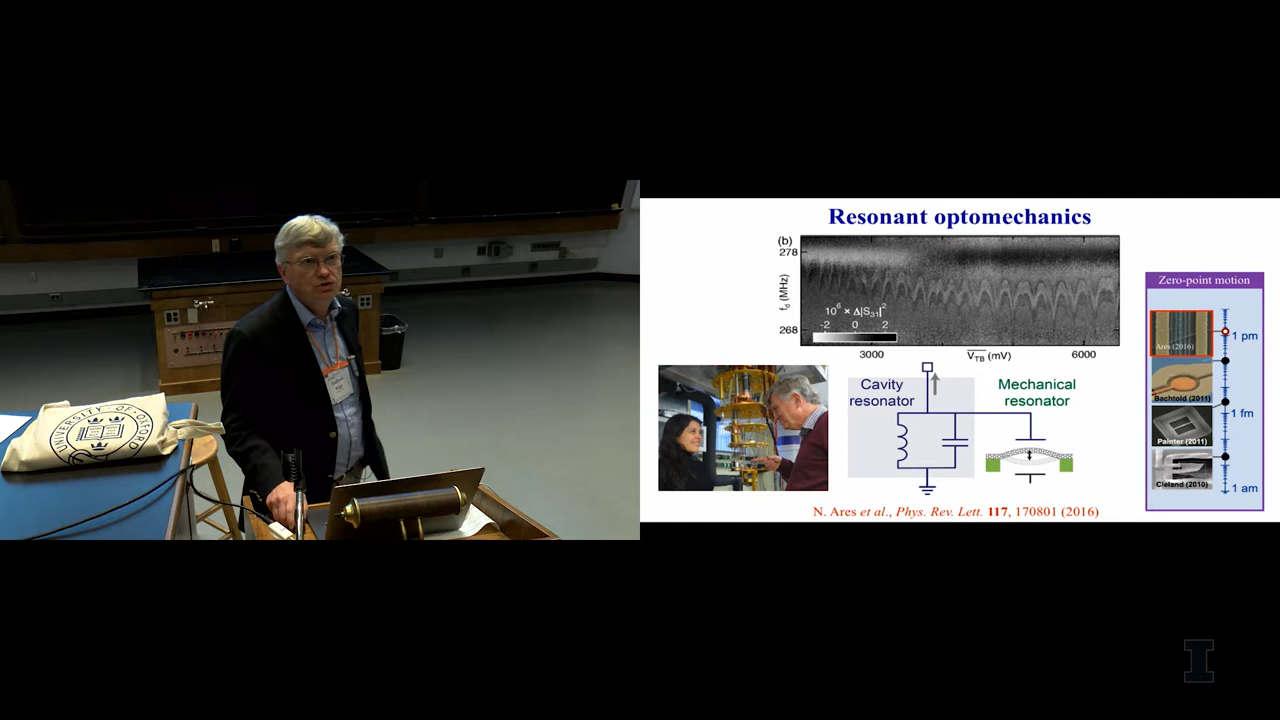 UNIVERSITY OF OXFORD
Resonant optomechanics
(b)
278
268
f_d (MHz)
10^6 × Δ|S_31|^2
-2 0 2
3000
V_TB (mV)
6000
Cavity
resonator
Mechanical
resonator
N. Ares et al., Phys. Rev. Lett. 117, 170801 (2016)
Zero-point motion
Ares (2016)
1 pm
Bachtold (2011)
1 fm
Painter (2011)
Cleland (2010)
1 am
I